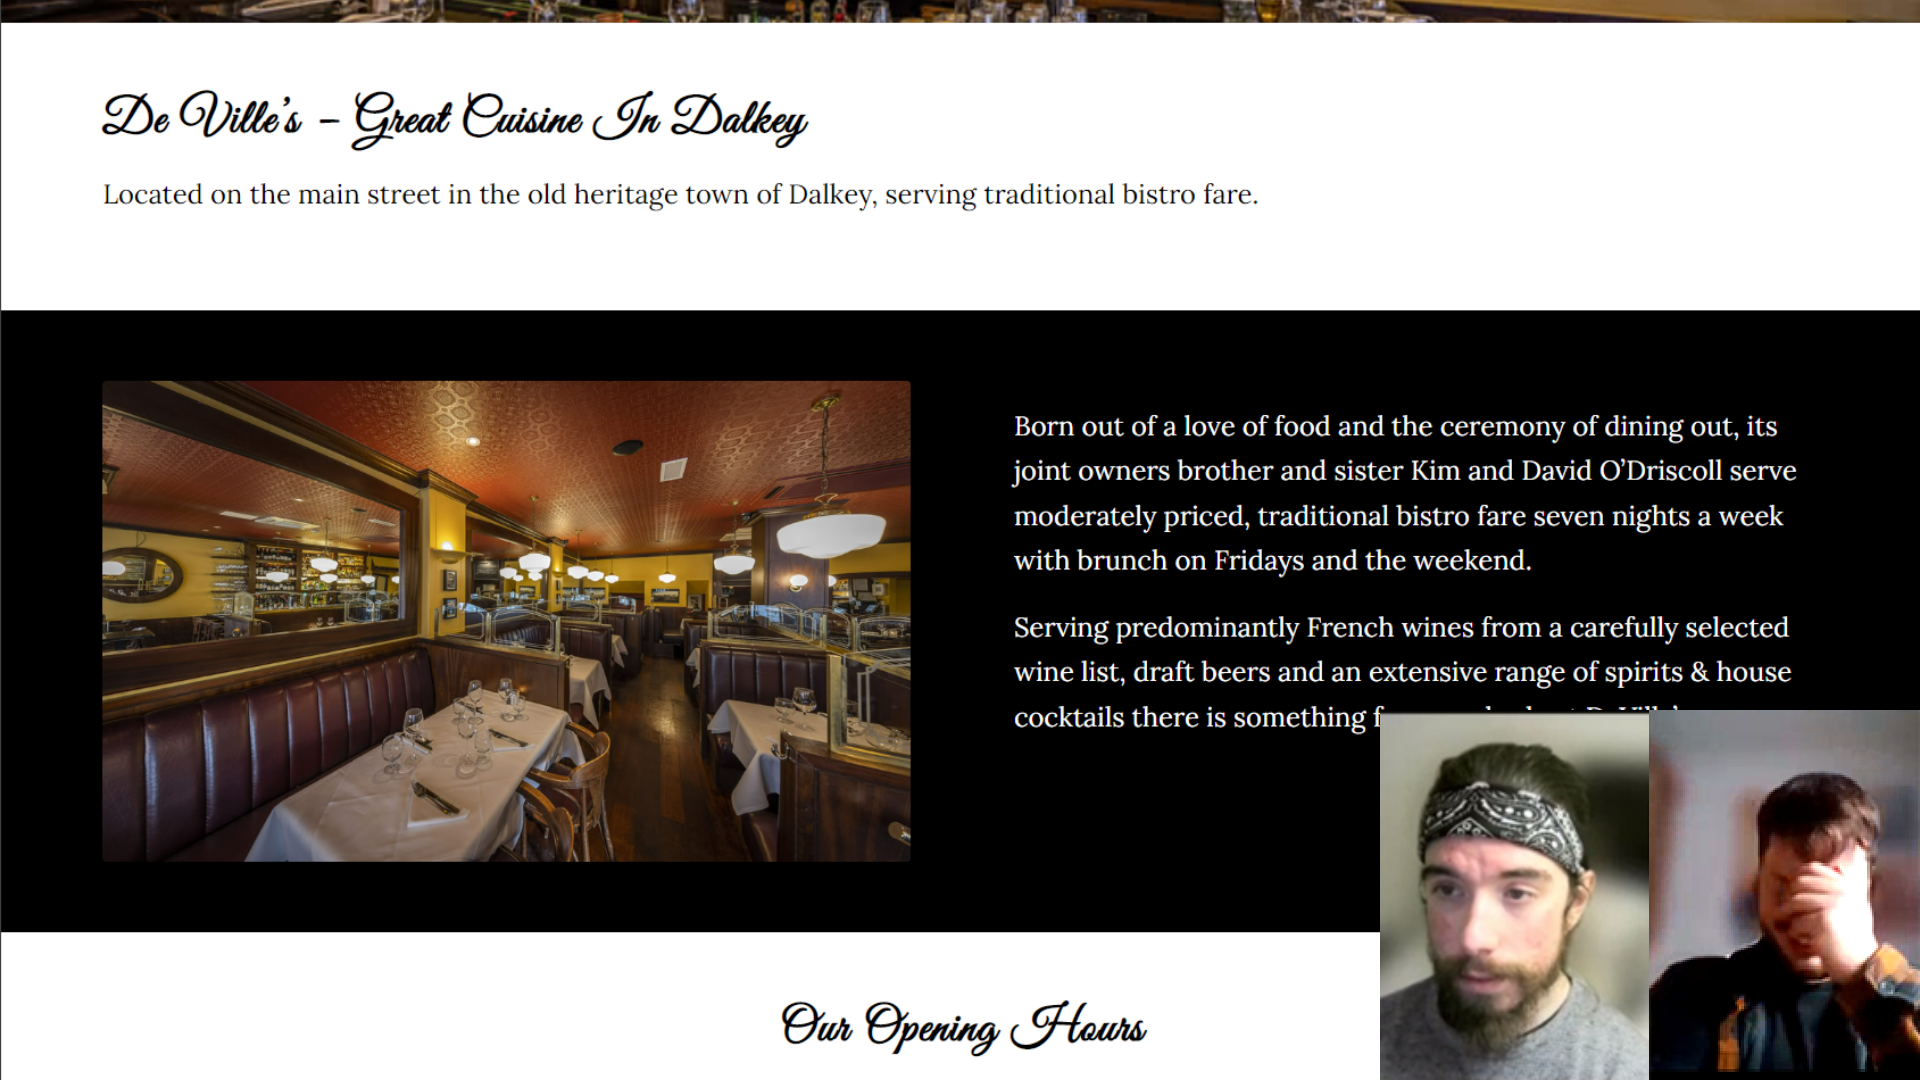 De Ville’s – Great Cuisine In Dalkey
Located on the main street in the old heritage town of Dalkey, serving traditional bistro fare.
Born out of a love of food and the ceremony of dining out, its
joint owners brother and sister Kim and David O’Driscoll serve
moderately priced, traditional bistro fare seven nights a week
with brunch on Fridays and the weekend.
Serving predominantly French wines from a carefully selected
wine list, draft beers and an extensive range of spirits & house
cocktails there is something
Our Opening Hours